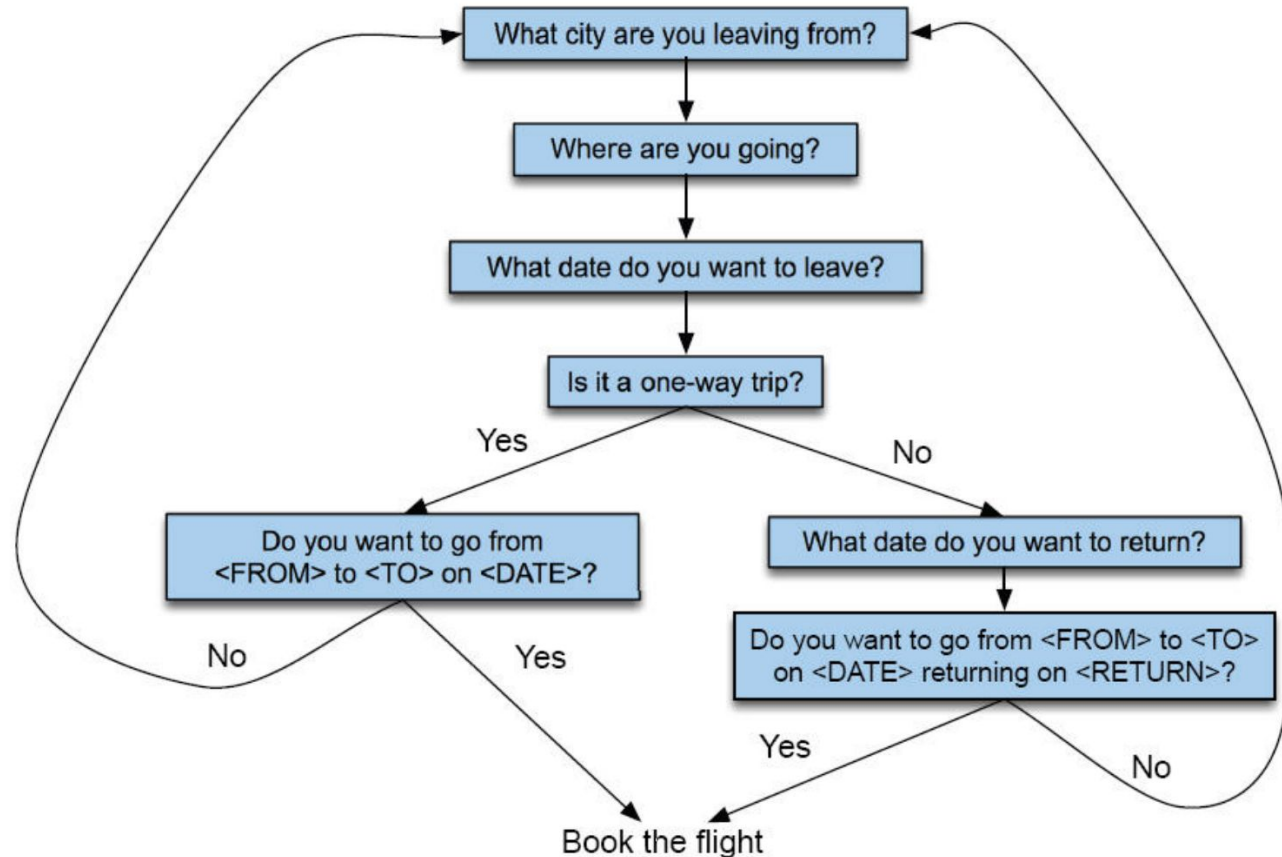 What city are you leaving from?
Where are you going?
What date do you want to leave?
Is it a one-way trip?
Yes
No
Do you want to go from
<FROM> to <TO> on <DATE>?
What date do you want to return?
Do you want to go from <FROM> to <TO>
on <DATE> returning on <RETURN>?
No
Yes
Yes
No
Book the flight